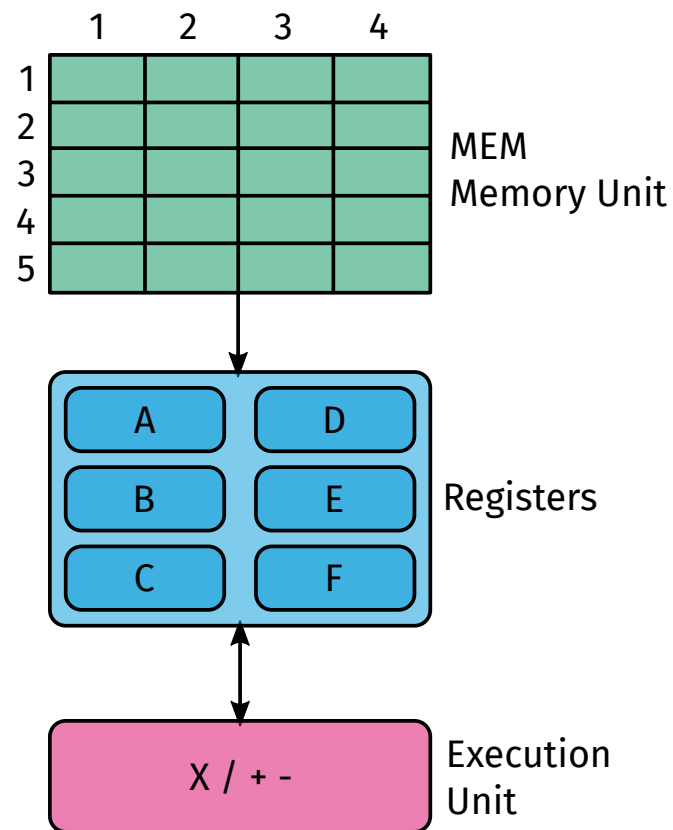 1 2 3 4
1
2
3
4
5
MEM
Memory Unit
A D
B E
C F
Registers
X / + -
Execution
Unit